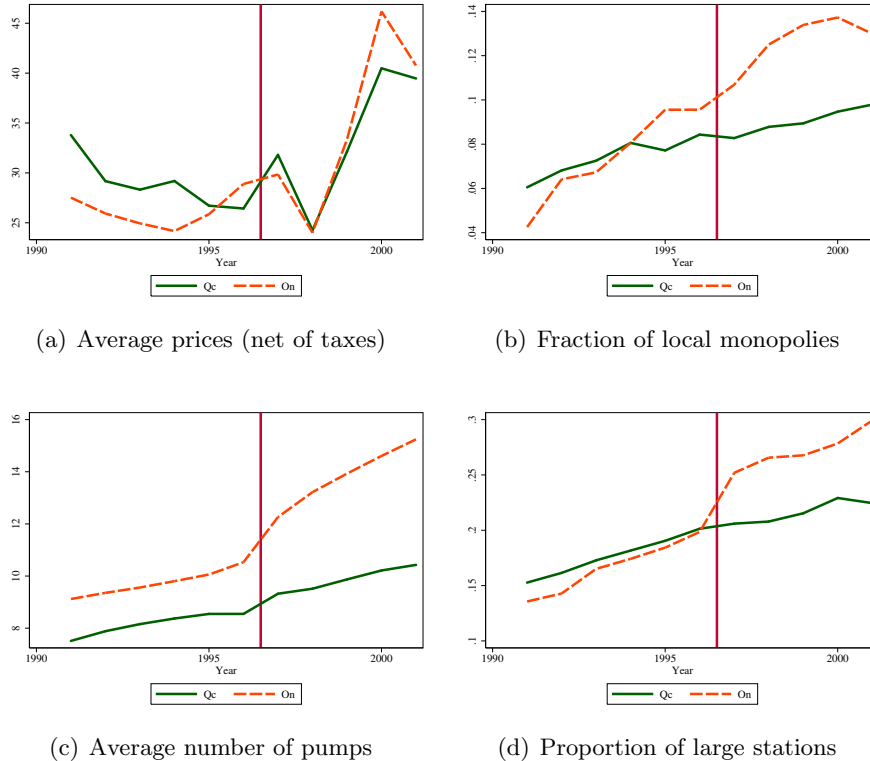 45
40
35
30
25
1990
1995
2000
Year
Qc
On
(a) Average prices (net of taxes)
.14
.12
.1
.08
.06
.04
1990
1995
2000
Year
Qc
On
(b) Fraction of local monopolies
16
14
12
10
8
1990
1995
2000
Year
Qc
On
(c) Average number of pumps
.3
.25
.2
.15
.1
1990
1995
2000
Year
Qc
On
(d) Proportion of large stations